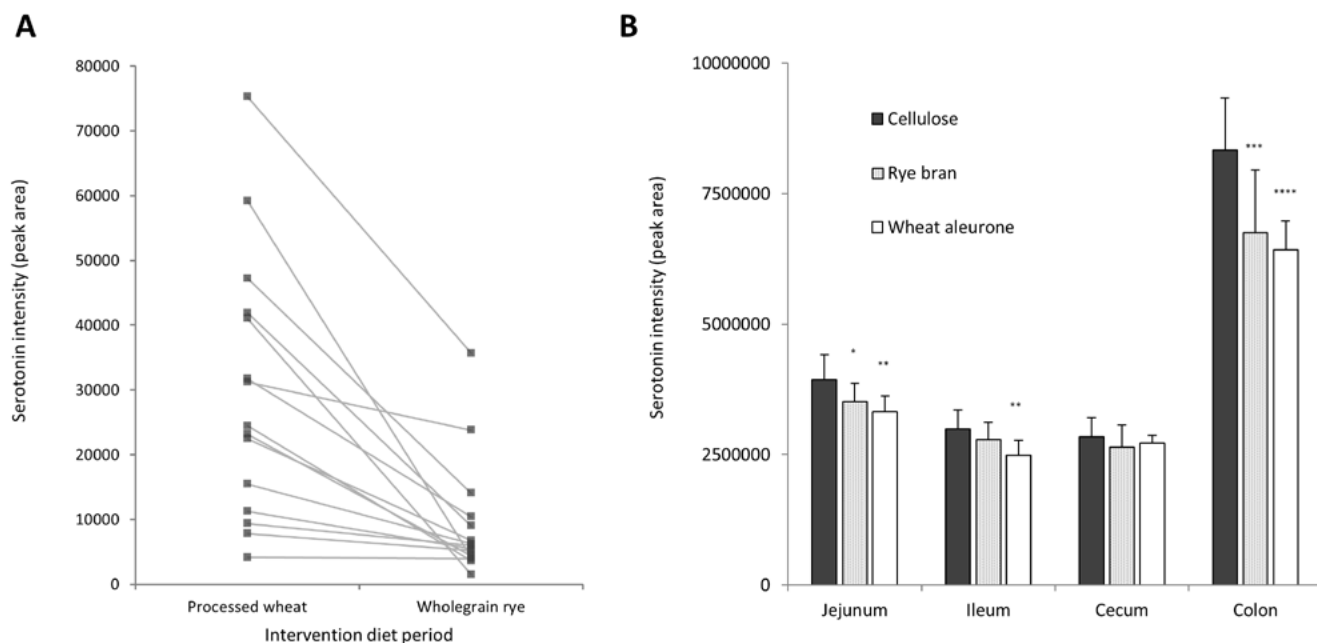 A
Serotonin intensity (peak area)
80000
70000
60000
50000
40000
30000
20000
10000
0
Processed wheat
Wholegrain rye
Intervention diet period
B
Serotonin intensity (peak area)
10000000
7500000
5000000
2500000
0
Cellulose
Rye bran
Wheat aleurone
*
**
**
***
****
Jejunum
Ileum
Cecum
Colon